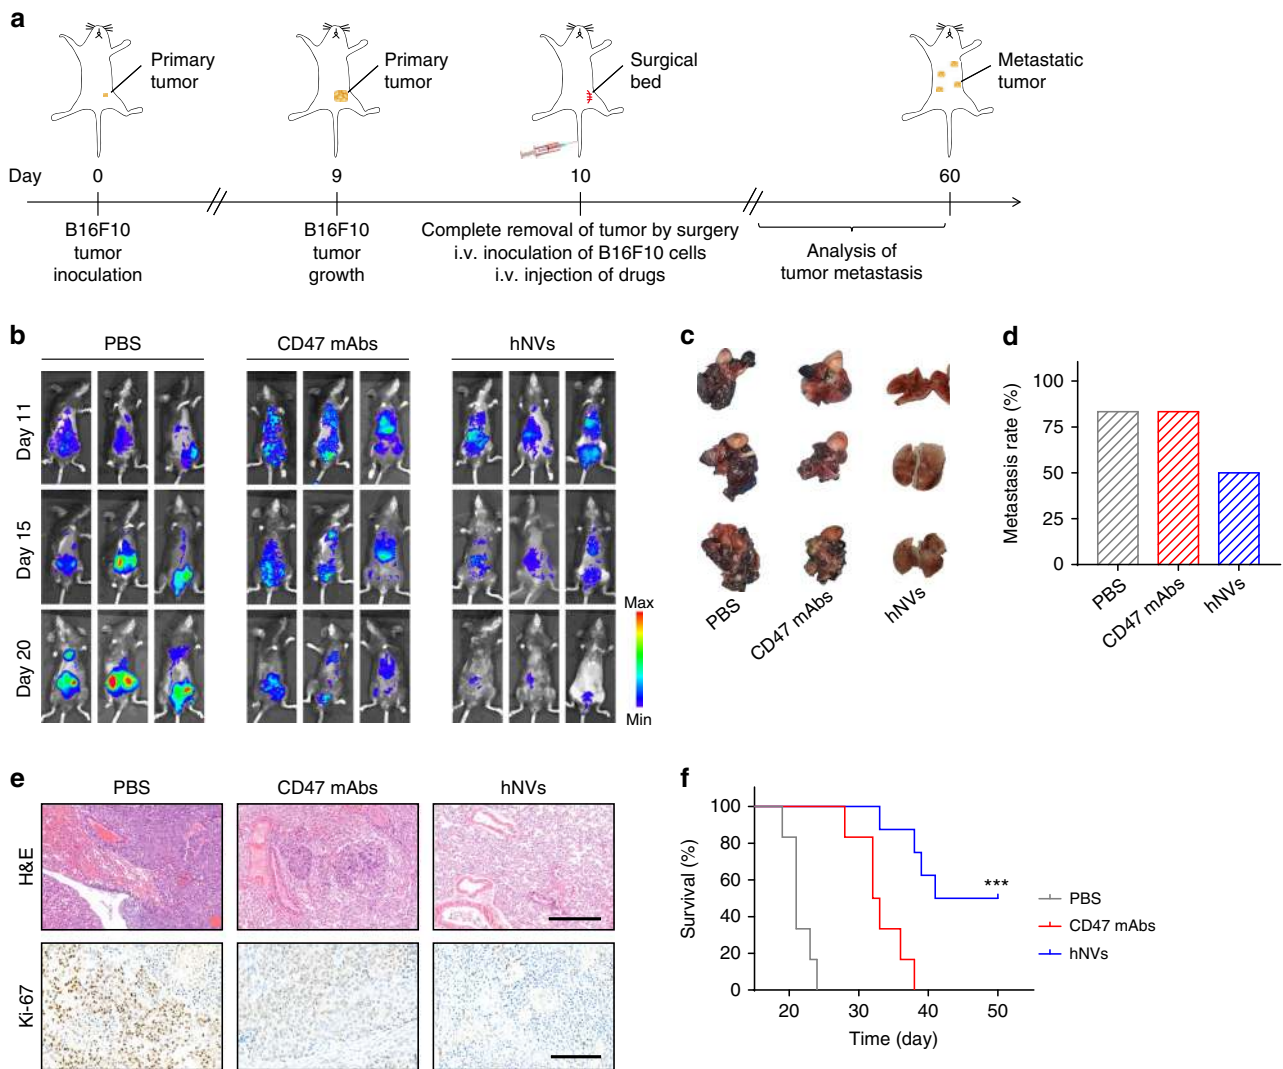 a
Primary
tumor
Primary
tumor
Surgical
bed
Metastatic
tumor
Day 0 9 10 60
B16F10
tumor
inoculation
B16F10
tumor
growth
Complete removal of tumor by surgery
i.v. inoculation of B16F10 cells
i.v. injection of drugs
Analysis of
tumor metastasis
b
PBS CD47 mAbs hNVs
Day 11
Day 15
Day 20
Max
Min
c
PBS
CD47 mAbs
hNVs
d
Metastasis rate (%)
100
75
50
25
0
PBS
CD47 mAbs
hNVs
e
PBS CD47 mAbs hNVs
H&E
Ki-67
f
Survival (%)
100
80
60
40
20
0
20 30 40 50
Time (day)
***
PBS
CD47 mAbs
hNVs